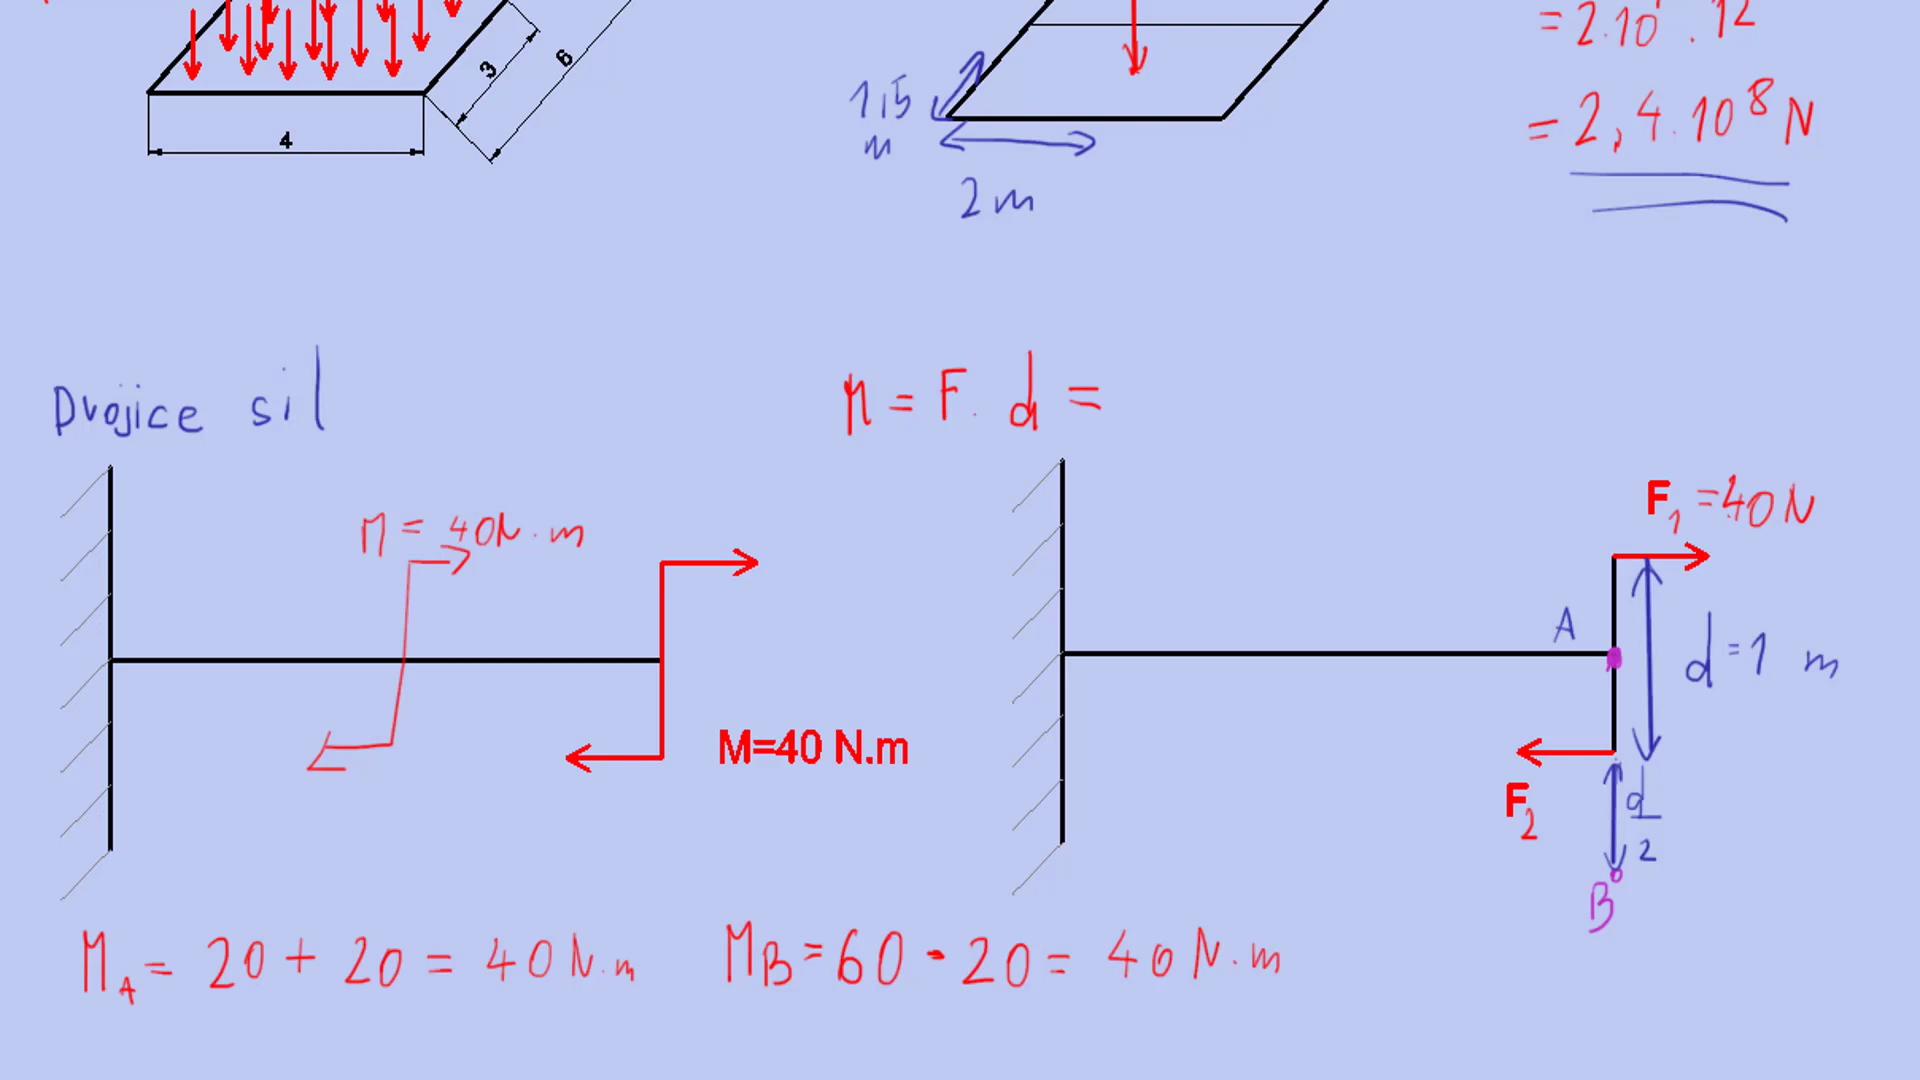 = 2.10 . 12
3
6
1,5 m
4
= 2,4.10⁸ N
2 m
Dvojice sil
M = F. d =
M = 40N.m
F₁ = 40 N
A
d=1 m
M=40 N.m
F₂
d/2
B
M_A = 20 + 20 = 40 N.m
M_B = 60 - 20 = 40 N.m